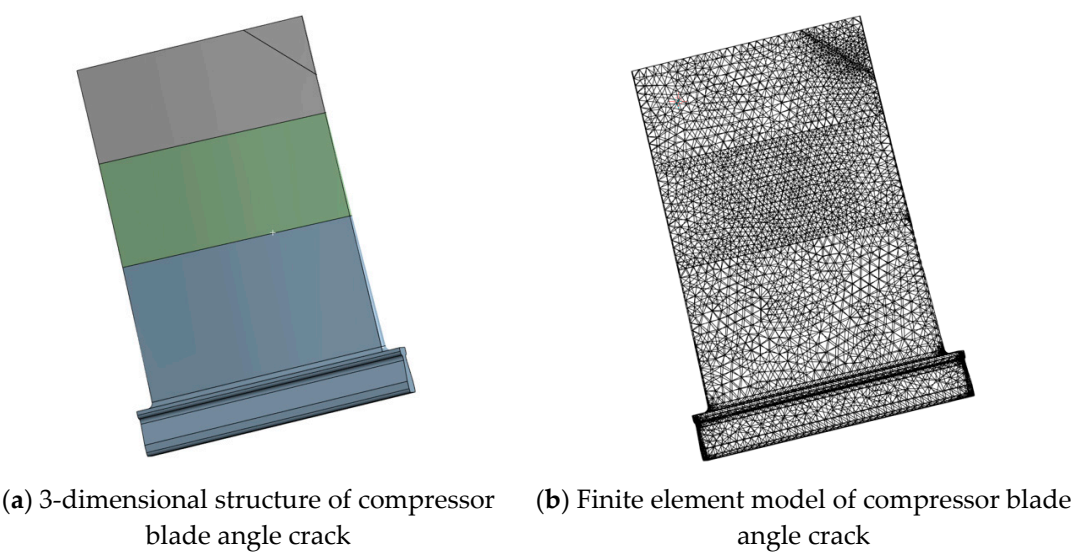 (a) 3-dimensional structure of compressor
blade angle crack
(b) Finite element model of compressor blade
angle crack